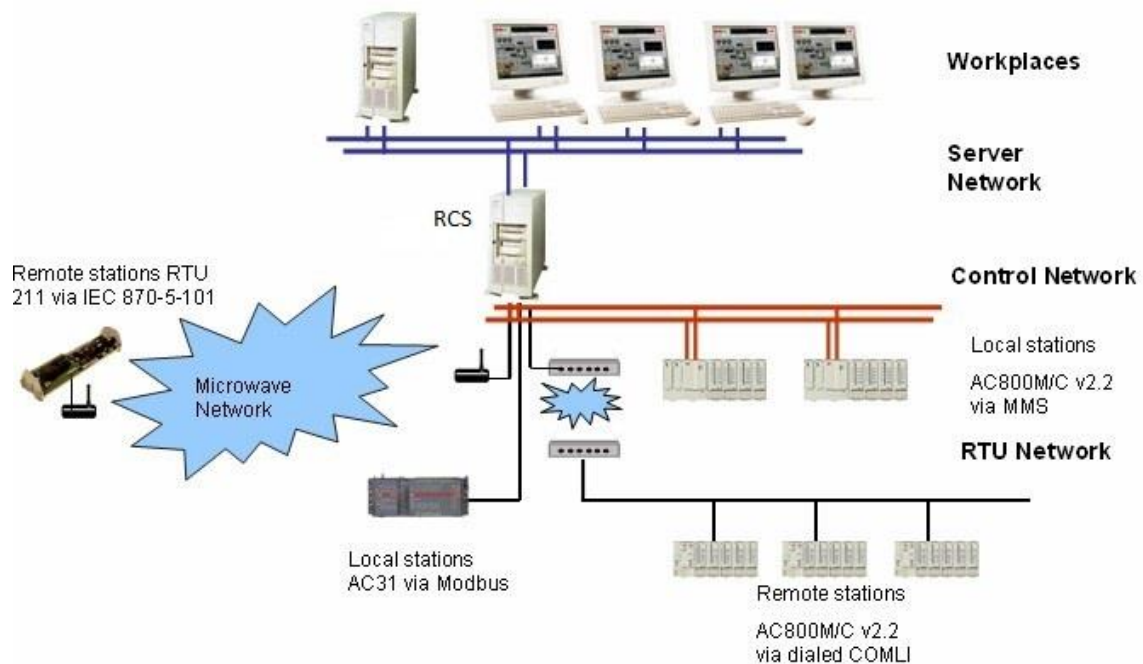 Workplaces
Server
Network
RCS
Remote stations RTU
211 via IEC 870-5-101
Control Network
Microwave
Network
Local stations
AC800M/C v2.2
via MMS
RTU Network
Local stations
AC31 via Modbus
Remote stations
AC800M/C v2.2
via dialed COMLI